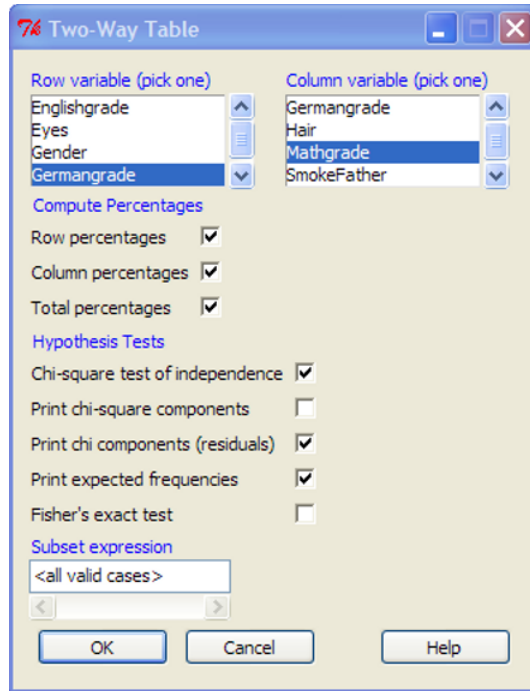 7% Two-Way Table
Row variable (pick one)
Column variable (pick one)
Englishgrade
Eyes
Gender
Germangrade
Germangrade
Hair
Mathgrade
SmokeFather
Compute Percentages
Row percentages
Column percentages
Total percentages
Hypothesis Tests
Chi-square test of independence
Print chi-square components
Print chi components (residuals)
Print expected frequencies
Fisher's exact test
Subset expression
<all valid cases>
OK
Cancel
Help